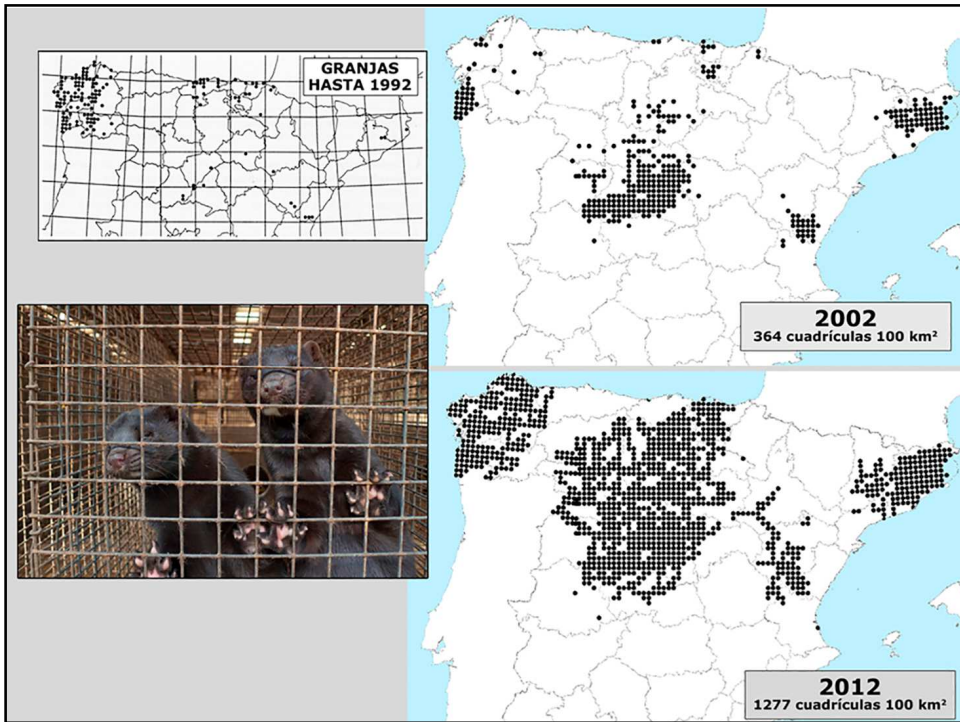 GRANJAS
HASTA 1992
2002
364 cuadrículas 100 km²
2012
1277 cuadrículas 100 km²